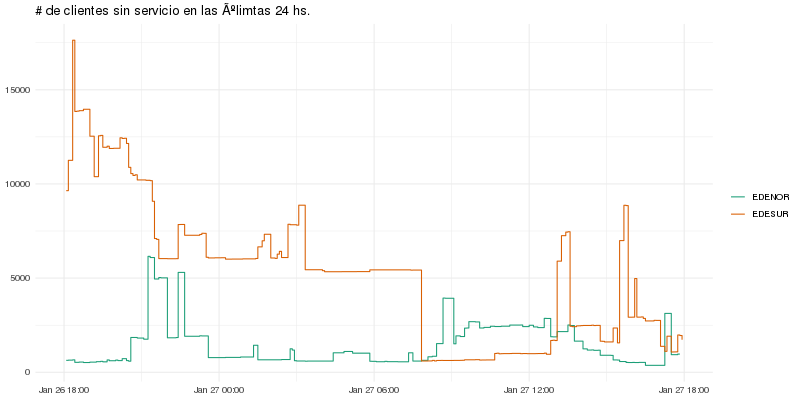 # de clientes sin servicio en las Ãºlimtas 24 hs.
15000
10000
5000
0
Jan 26 18:00 Jan 27 00:00 Jan 27 06:00 Jan 27 12:00 Jan 27 18:00
EDENOR
EDESUR